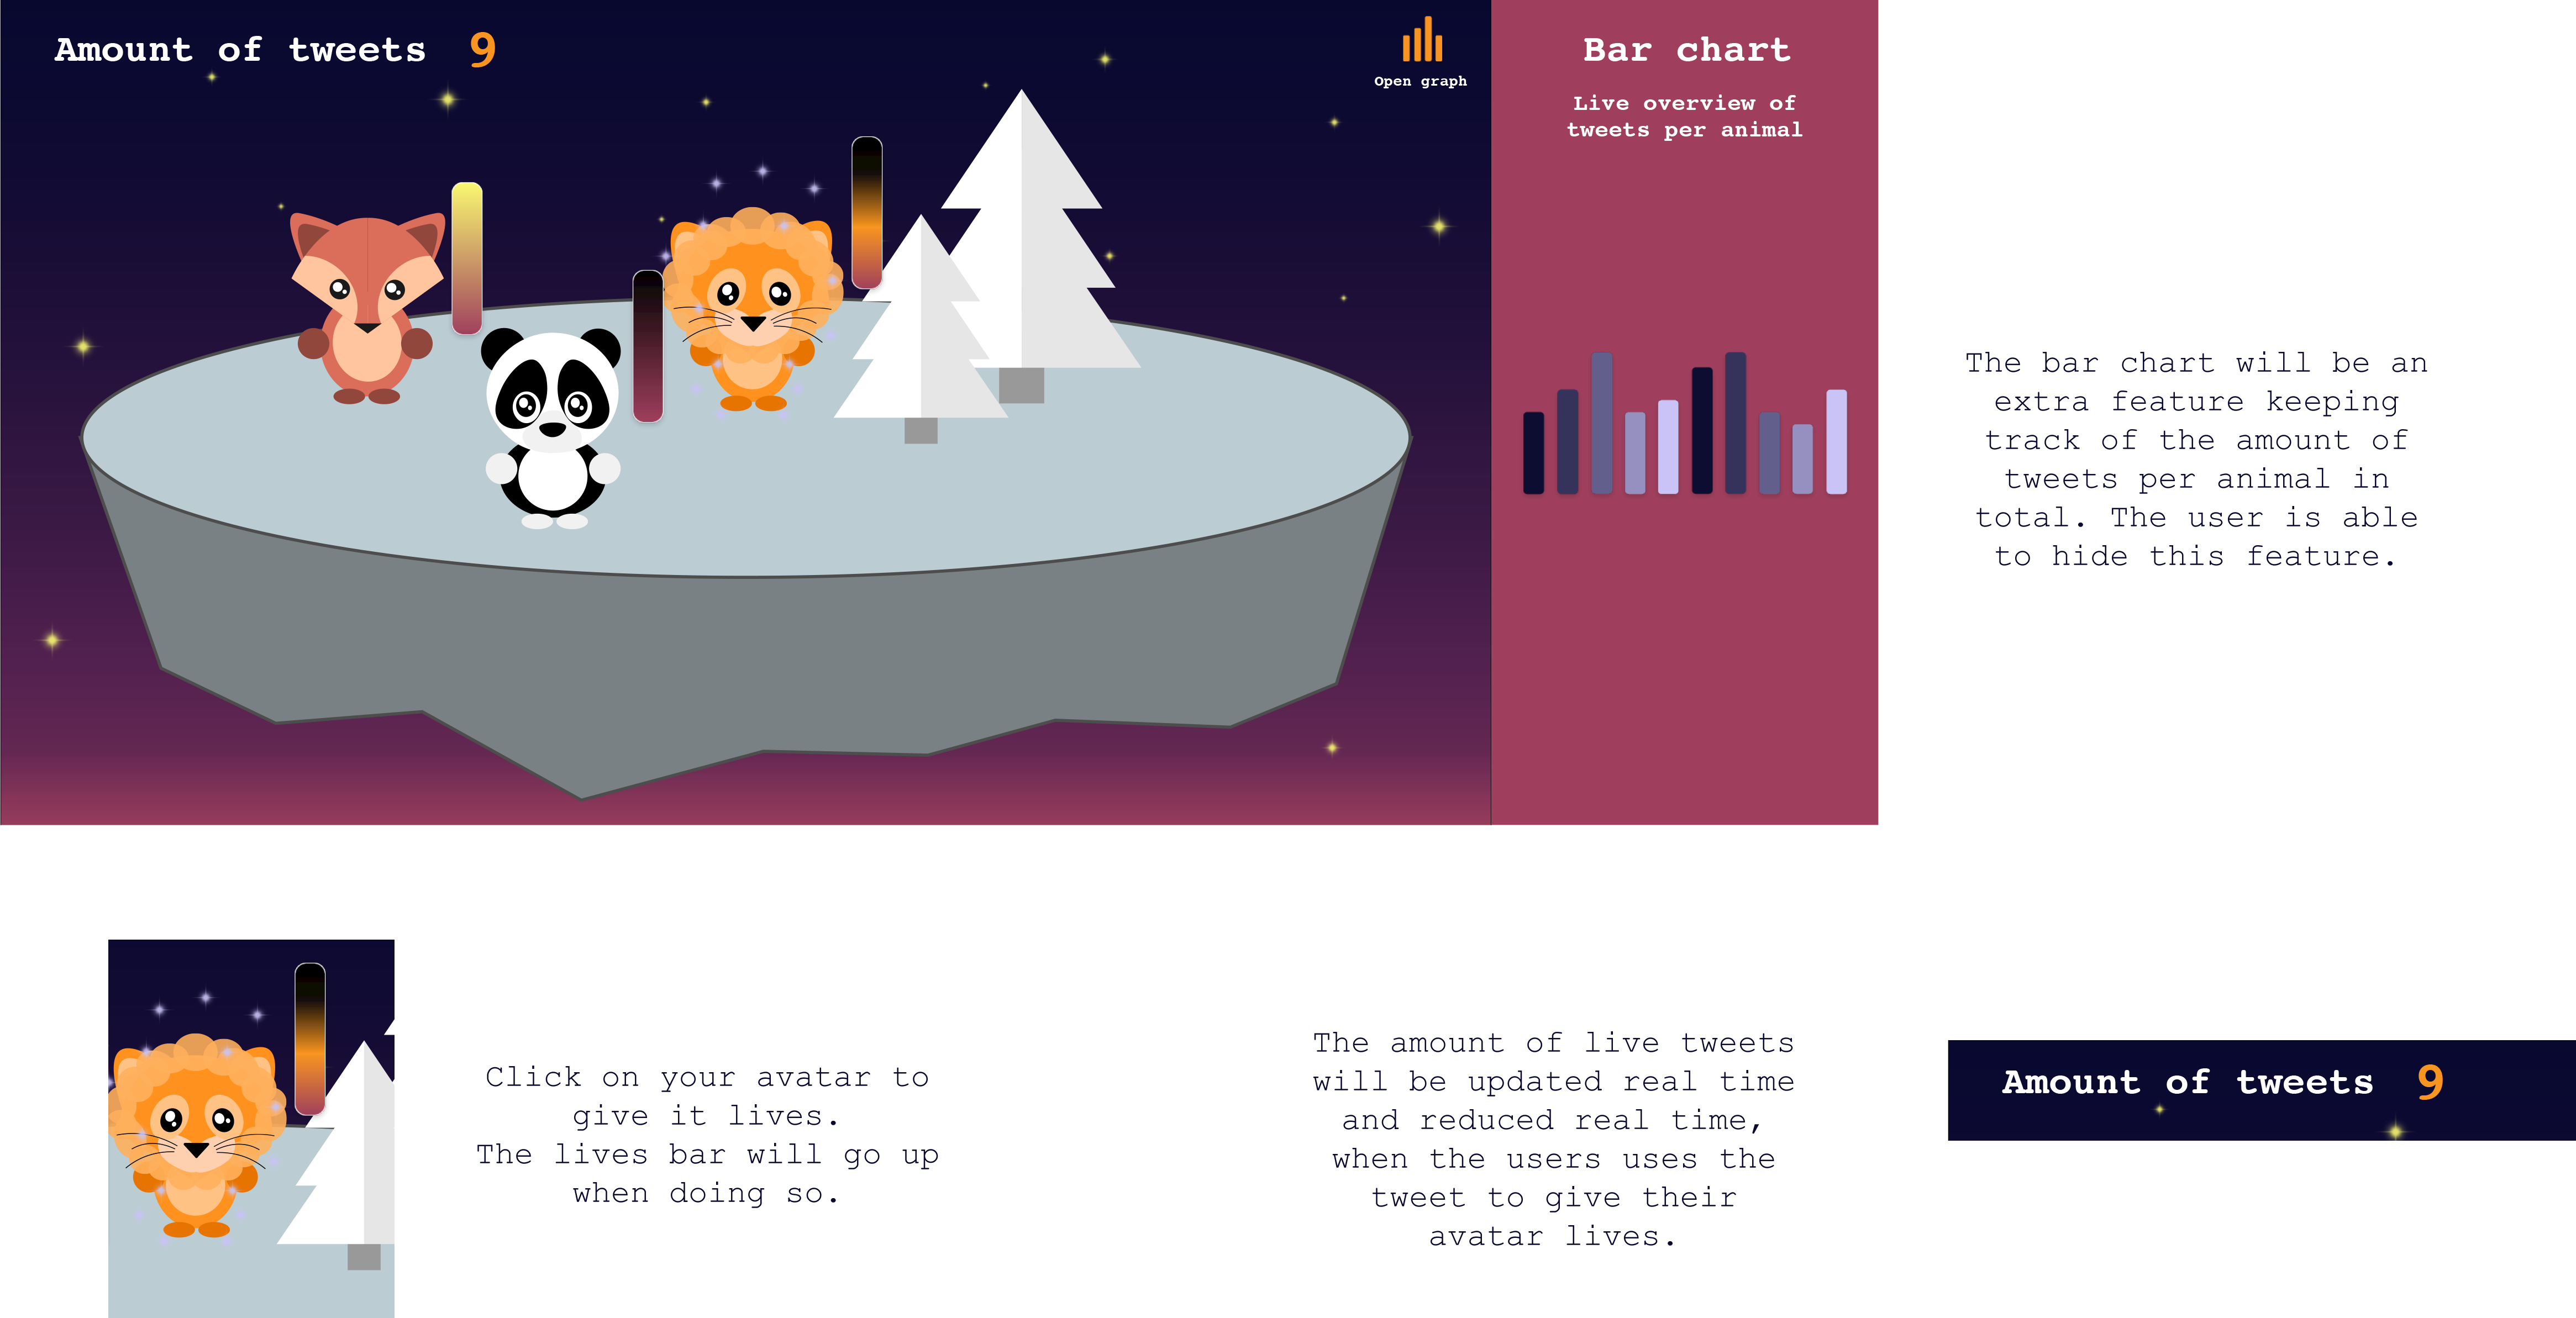 Amount of tweets 9
Open graph
Bar chart
Live overview of
tweets per animal
The bar chart will be an
extra feature keeping
track of the amount of
tweets per animal in
total. The user is able
to hide this feature.
Click on your avatar to
give it lives.
The lives bar will go up
when doing so.
The amount of live tweets
will be updated real time
and reduced real time,
when the users uses the
tweet to give their
avatar lives.
Amount of tweets 9